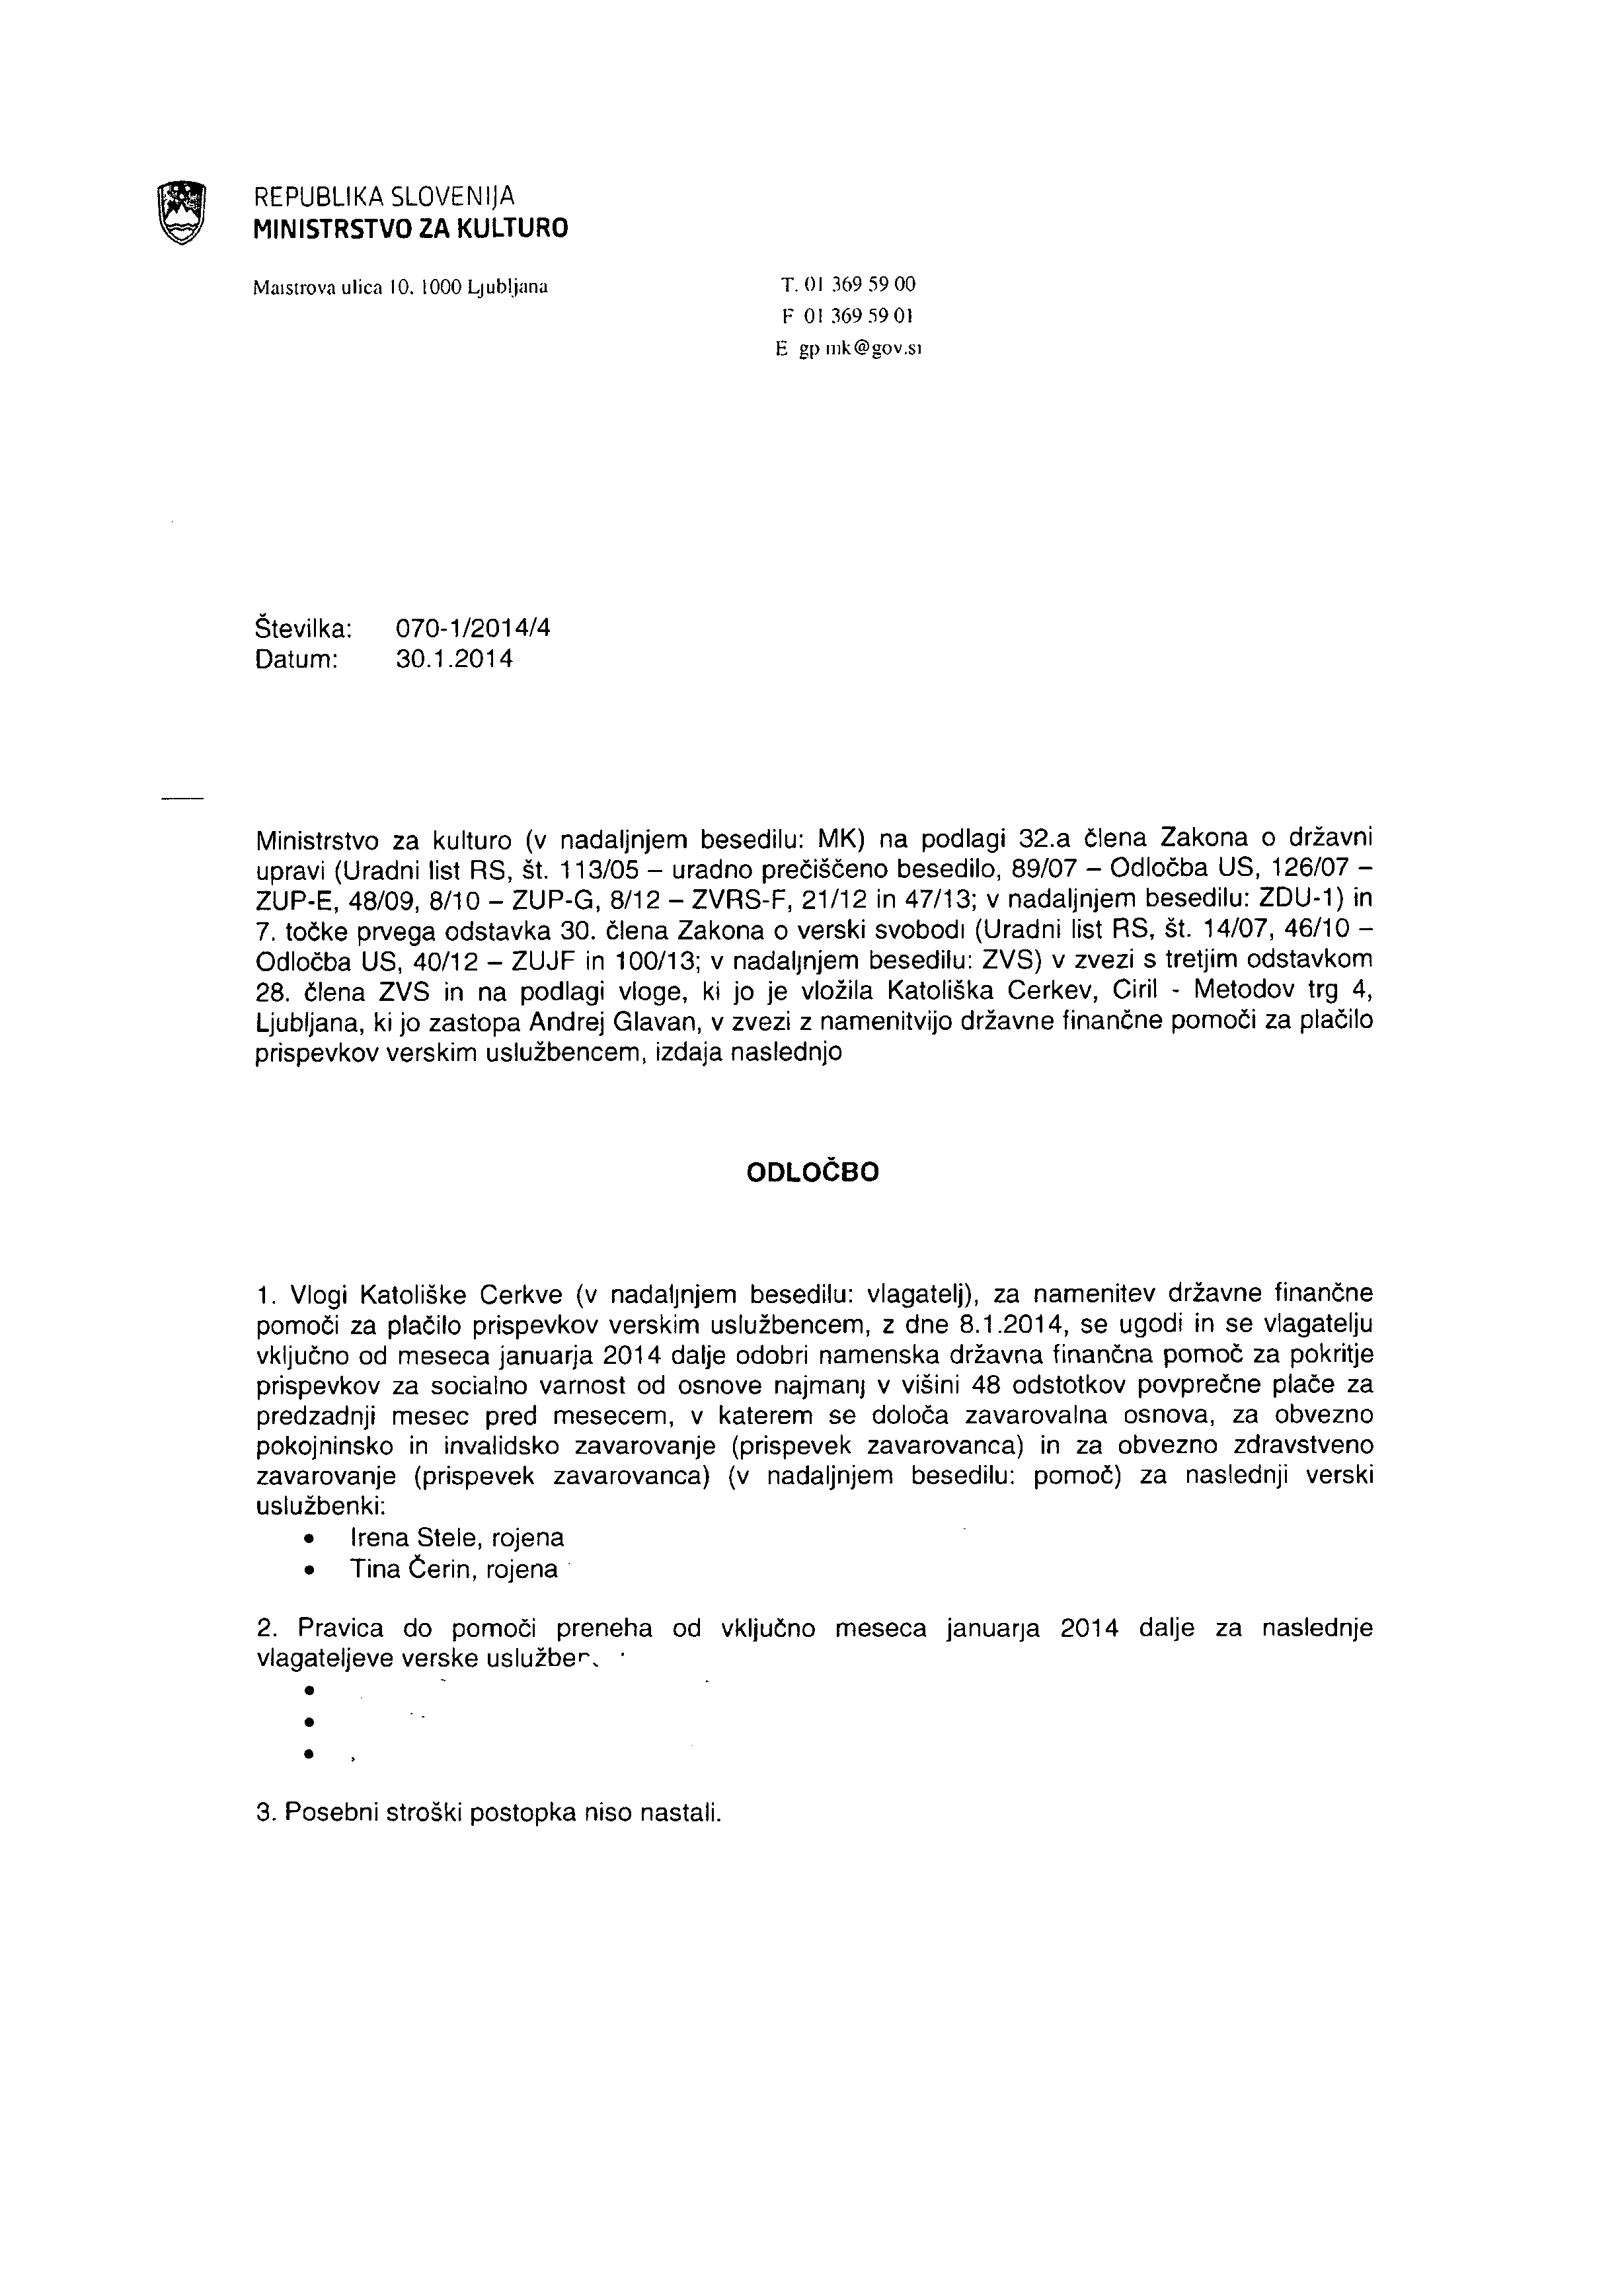 REPUBLIKA SLOVENIJA
MINISTRSTVO ZA KULTURO
Maistrova ulica 10, 1000 Ljubljana
T. 01 369 59 00
F 01 369 59 01
E gp mk@gov.si
Številka: 070-1/2014/4
Datum: 30.1.2014
Ministrstvo za kulturo (v nadaljnjem besedilu: MK) na podlagi 32.a člena Zakona o državni
upravi (Uradni list RS, št. 113/05 – uradno prečiščeno besedilo, 89/07 – Odločba US, 126/07 –
ZUP-E, 48/09, 8/10 – ZUP-G, 8/12 – ZVRS-F, 21/12 in 47/13; v nadaljnjem besedilu: ZDU-1) in
7. točke prvega odstavka 30. člena Zakona o verski svobodi (Uradni list RS, št. 14/07, 46/10 –
Odločba US, 40/12 – ZUJF in 100/13; v nadaljnjem besedilu: ZVS) v zvezi s tretjim odstavkom
28. člena ZVS in na podlagi vloge, ki jo je vložila Katoliška Cerkev, Ciril - Metodov trg 4,
Ljubljana, ki jo zastopa Andrej Glavan, v zvezi z namenitvijo državne finančne pomoči za plačilo
prispevkov verskim uslužbencem, izdaja naslednjo
ODLOČBO
1. Vlogi Katoliške Cerkve (v nadaljnjem besedilu: vlagatelj), za namenitev državne finančne
pomoči za plačilo prispevkov verskim uslužbencem, z dne 8.1.2014, se ugodi in se vlagatelju
vključno od meseca januarja 2014 dalje odobri namenska državna finančna pomoč za pokritje
prispevkov za socialno varnost od osnove najmanj v višini 48 odstotkov povprečne plače za
predzadnji mesec pred mesecem, v katerem se določa zavarovalna osnova, za obvezno
pokojninsko in invalidsko zavarovanje (prispevek zavarovanca) in za obvezno zdravstveno
zavarovanje (prispevek zavarovanca) (v nadaljnjem besedilu: pomoč) za naslednji verski
uslužbenki:
• Irena Stele, rojena
• Tina Čerin, rojena
2. Pravica do pomoči preneha od vključno meseca januarja 2014 dalje za naslednje
vlagateljeve verske
3. Posebni stroški postopka niso nastali.